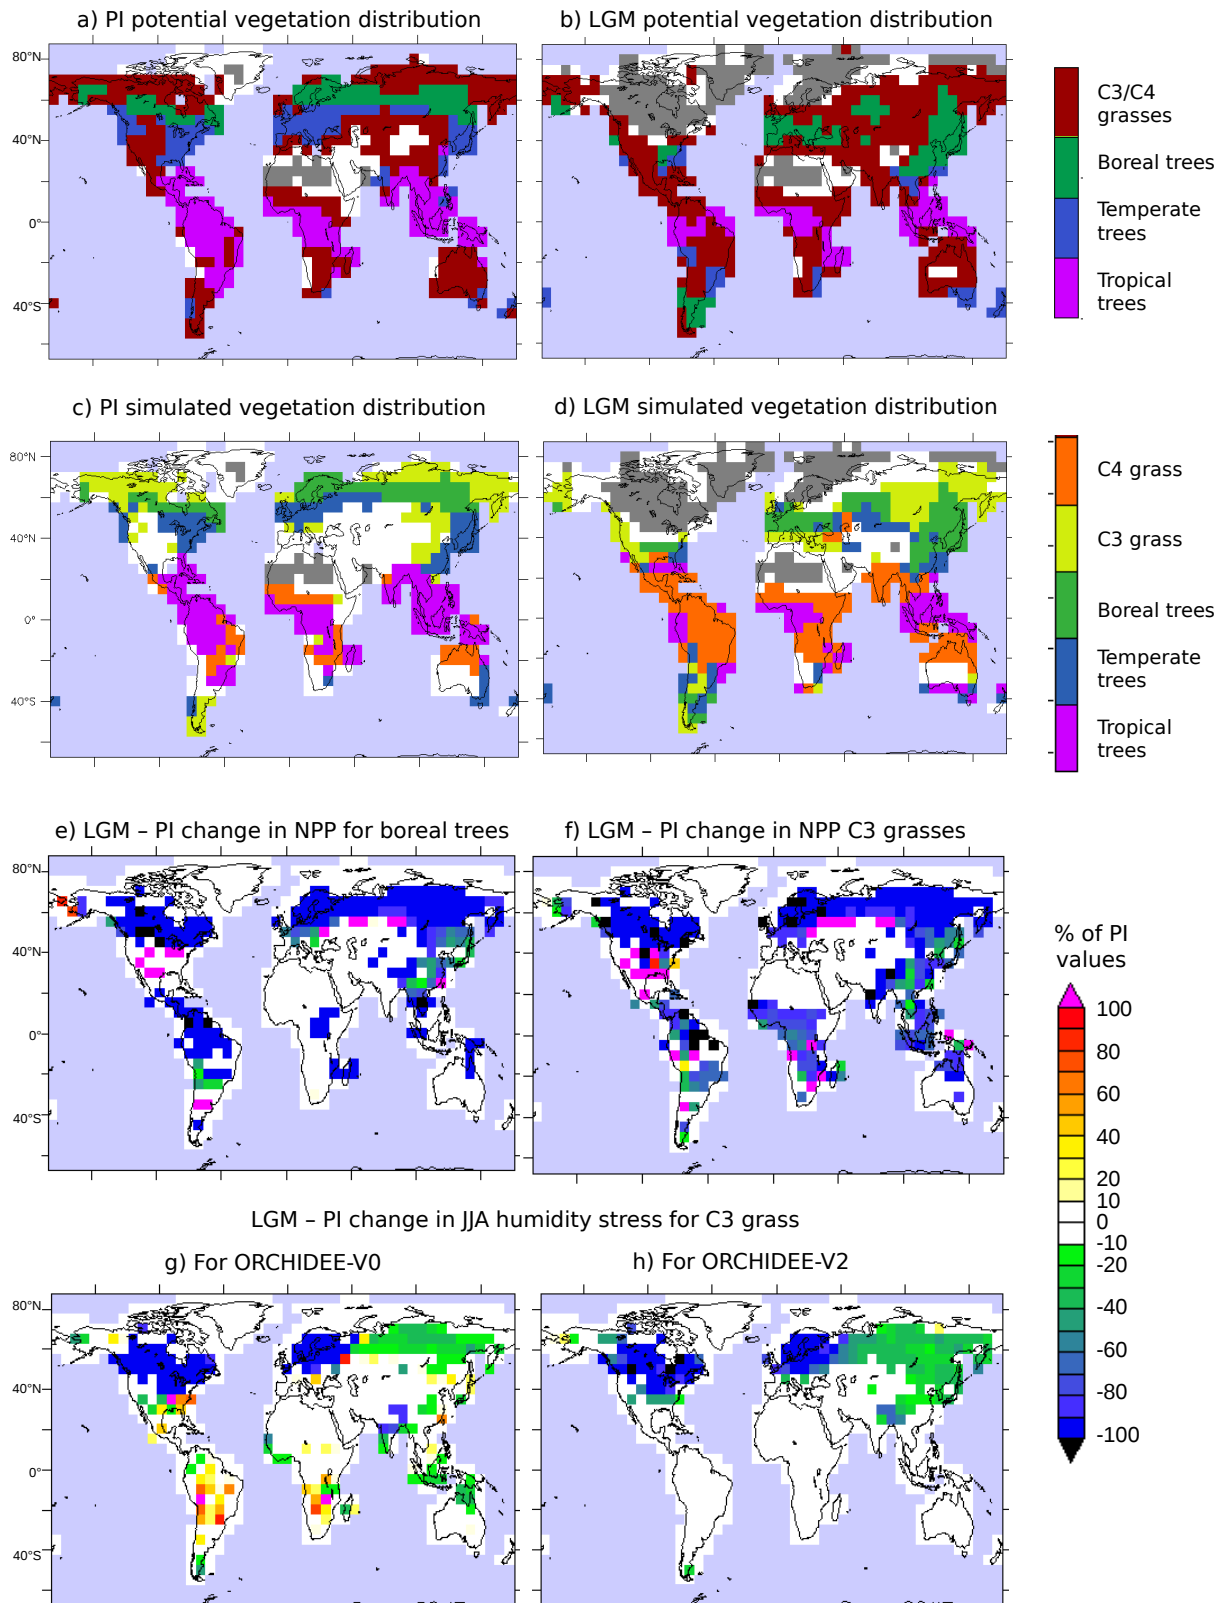 a) PI potential vegetation distribution
b) LGM potential vegetation distribution
80°N
40°N
0°
40°S
C3/C4
grasses
Boreal trees
Temperate
trees
Tropical
trees
c) PI simulated vegetation distribution
d) LGM simulated vegetation distribution
80°N
40°N
0°
40°S
C4 grass
C3 grass
Boreal trees
Temperate
trees
Tropical
trees
e) LGM – PI change in NPP for boreal trees
f) LGM – PI change in NPP C3 grasses
80°N
40°N
0°
40°S
% of PI
values
100
80
60
40
20
10
0
-10
-20
-40
-60
-80
-100
LGM – PI change in JJA humidity stress for C3 grass
g) For ORCHIDEE-V0
h) For ORCHIDEE-V2
80°N
40°N
0°
40°S